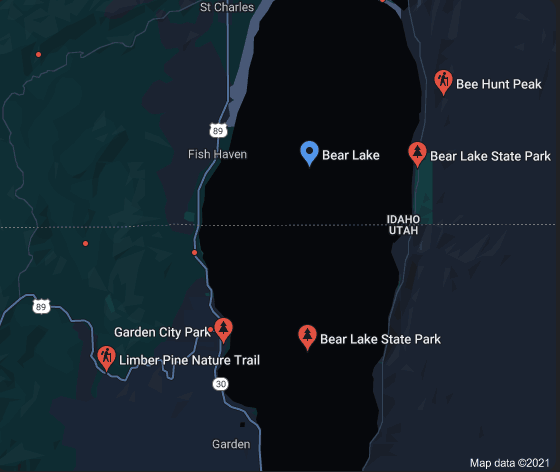 St Charles
Bee Hunt Peak
89
Fish Haven
Bear Lake
Bear Lake State Park
IDAHO
UTAH
89
Garden City Park
Bear Lake State Park
Limber Pine Nature Trail
30
Garden
Map data ©2021